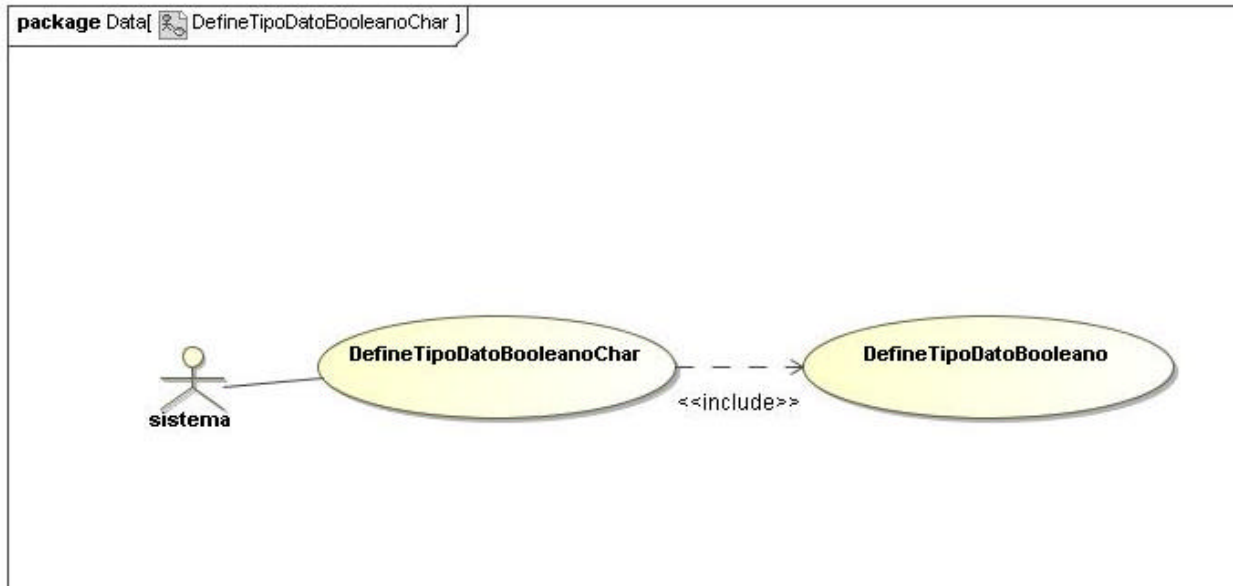 package Data[ DefineTipoDatoBooleanoChar ]
DefineTipoDatoBooleanoChar
DefineTipoDatoBooleano
<<include>>
sistema